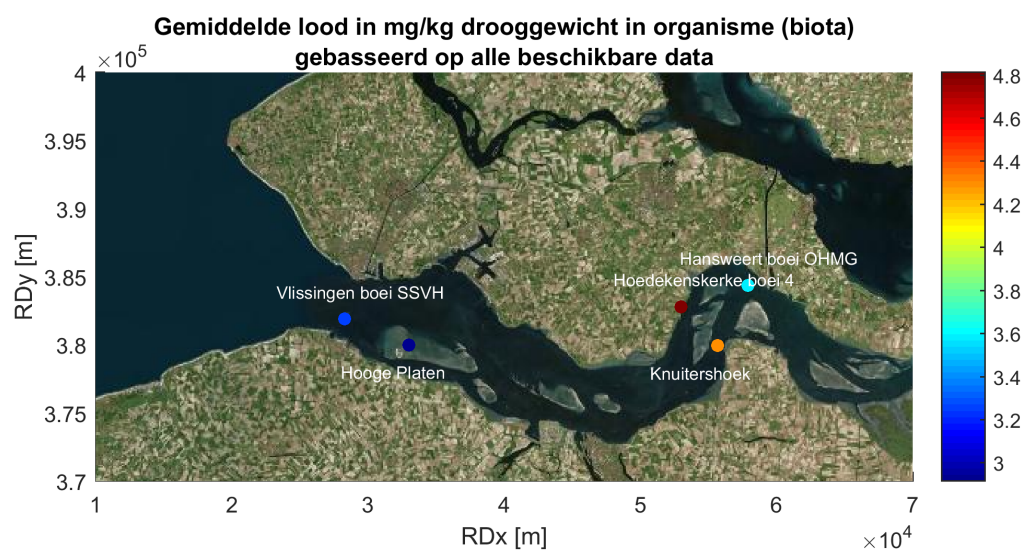 Gemiddelde lood in mg/kg drooggewicht in organisme (biota)
gebasseerd op alle beschikbare data
×10^5
4
3.95
3.9
3.85
3.8
3.75
3.7
RDy [m]
Hansweert boei OHMG
Hoedekenskerke boei 4
Vlissingen boei SSVH
Hooge Platen
Knuitershoek
1
2
3
4
5
6
7
RDx [m]
×10^4
4.8
4.6
4.4
4.2
4
3.8
3.6
3.4
3.2
3